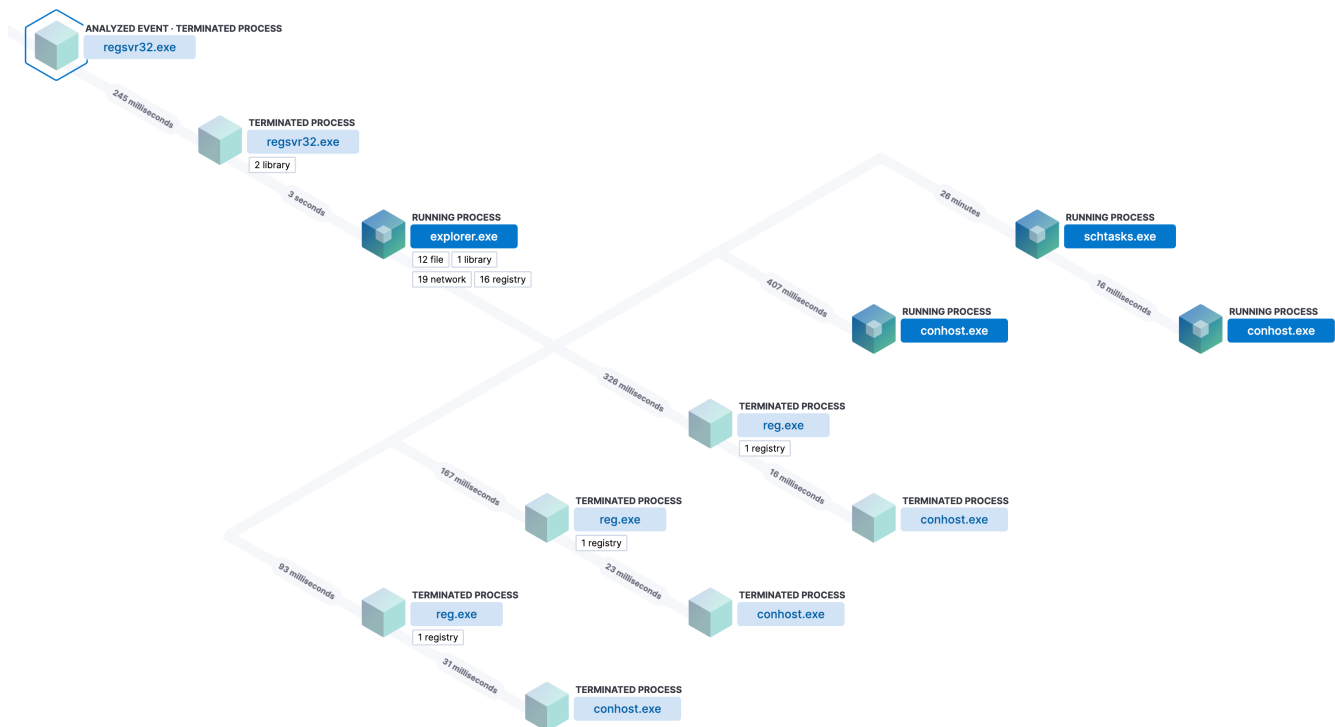 ANALYZED EVENT · TERMINATED PROCESS
regsvr32.exe
245 milliseconds
TERMINATED PROCESS
regsvr32.exe
2 library
3 seconds
RUNNING PROCESS
explorer.exe
12 file
1 library
19 network
16 registry
26 minutes
RUNNING PROCESS
schtasks.exe
16 milliseconds
RUNNING PROCESS
conhost.exe
407 milliseconds
RUNNING PROCESS
conhost.exe
326 milliseconds
TERMINATED PROCESS
reg.exe
1 registry
16 milliseconds
TERMINATED PROCESS
conhost.exe
167 milliseconds
TERMINATED PROCESS
reg.exe
1 registry
23 milliseconds
TERMINATED PROCESS
conhost.exe
93 milliseconds
TERMINATED PROCESS
reg.exe
1 registry
31 milliseconds
TERMINATED PROCESS
conhost.exe